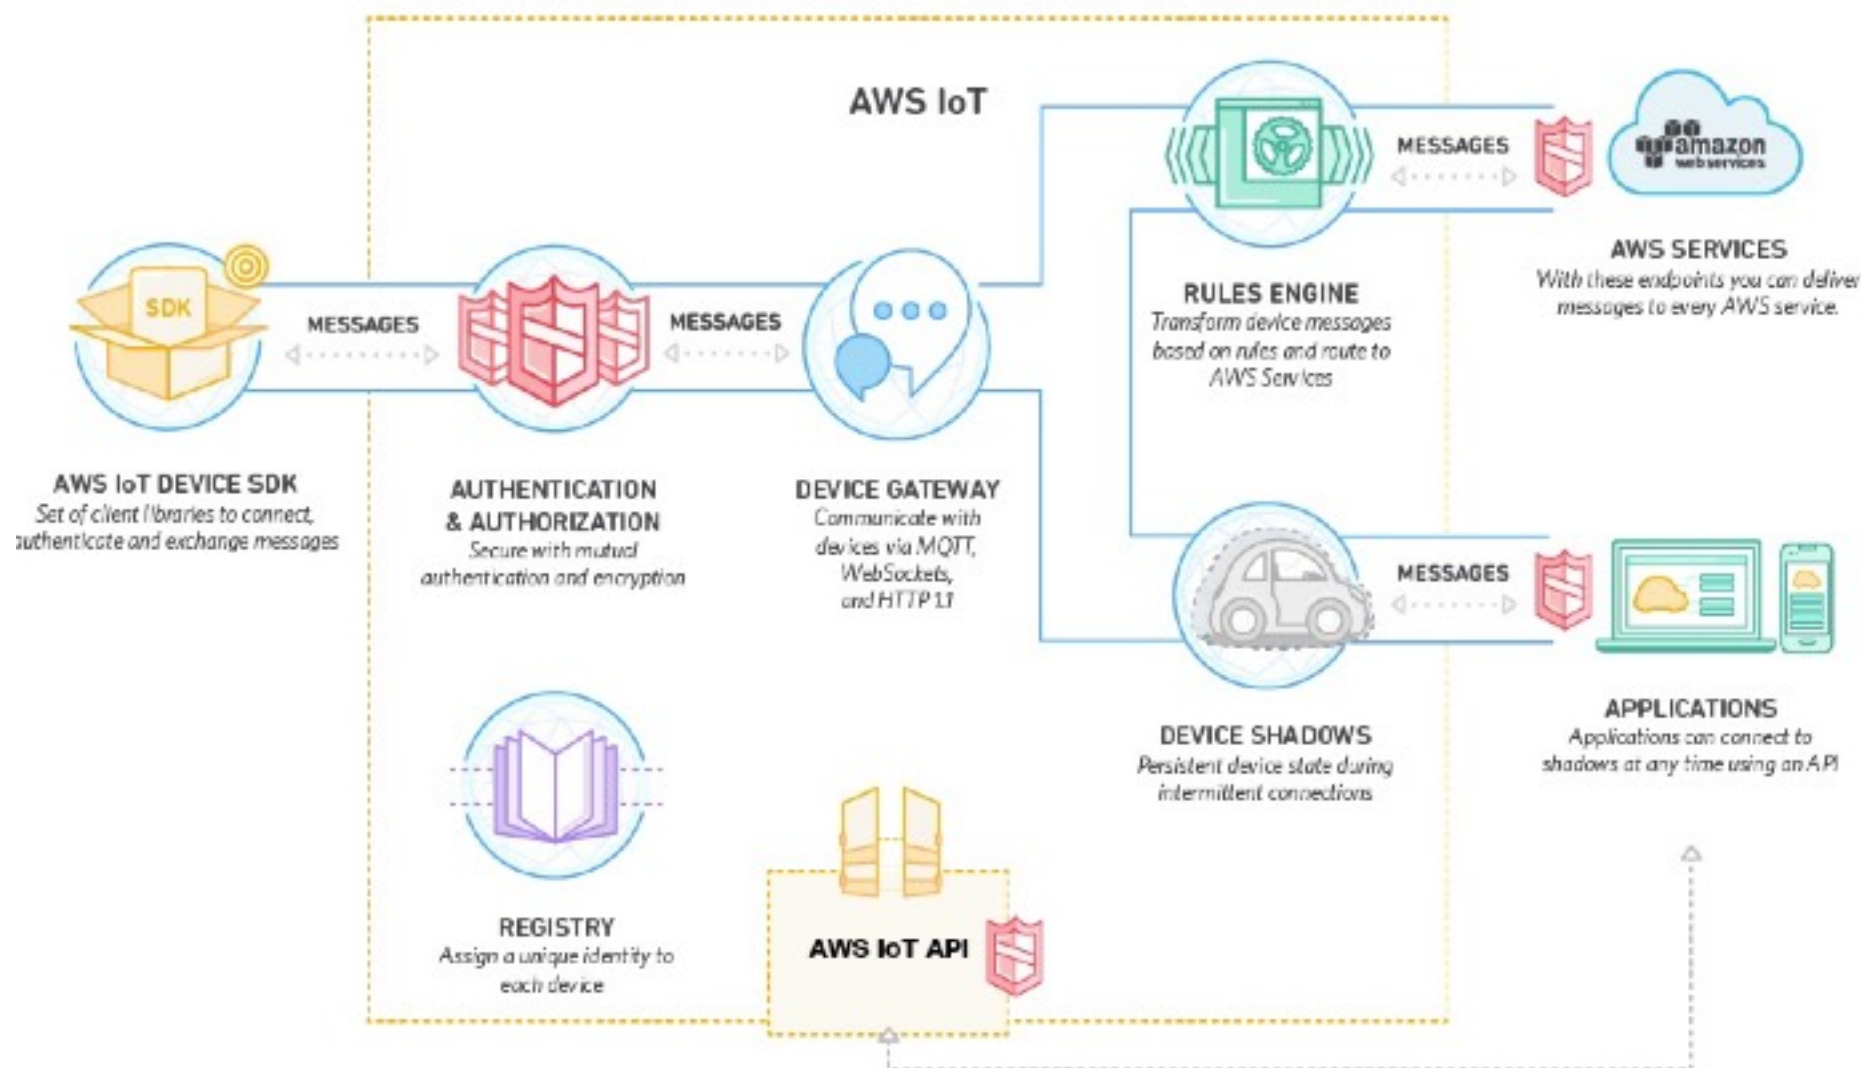 AWS IoT
SDK
MESSAGES
MESSAGES
MESSAGES
amazon
webservices
AWS SERVICES
With these endpoints you can deliver
messages to every AWS service.
RULES ENGINE
Transform device messages
based on rules and route to
AWS Services
AWS IoT DEVICE SDK
Set of client libraries to connect,
authenticate and exchange messages
AUTHENTICATION
& AUTHORIZATION
Secure with mutual
authentication and encryption
DEVICE GATEWAY
Communicate with
devices via MQTT,
WebSockets,
and HTTP 1.1
MESSAGES
DEVICE SHADOWS
Persistent device state during
intermittent connections
APPLICATIONS
Applications can connect to
shadows at any time using an API
REGISTRY
Assign a unique identity to
each device
AWS IoT API